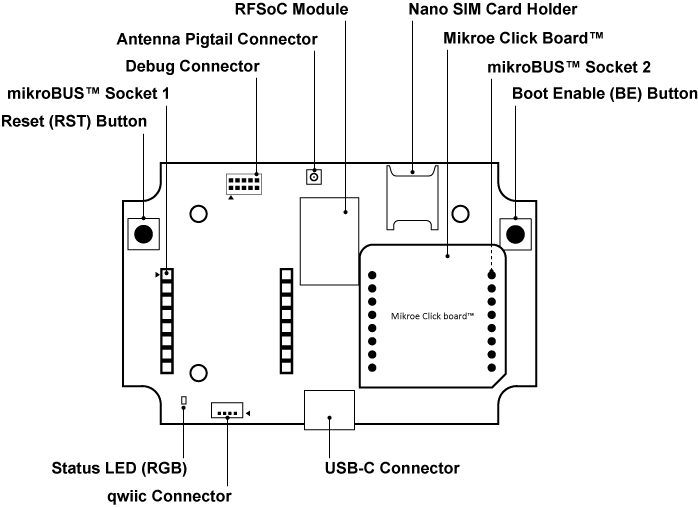 RFSoC Module
Nano SIM Card Holder
Antenna Pigtail Connector
Mikroe Click Board™
Debug Connector
mikroBUS™ Socket 2
mikroBUS™ Socket 1
Boot Enable (BE) Button
Reset (RST) Button
Mikroe Click board™
Status LED (RGB)
USB-C Connector
qwiic Connector